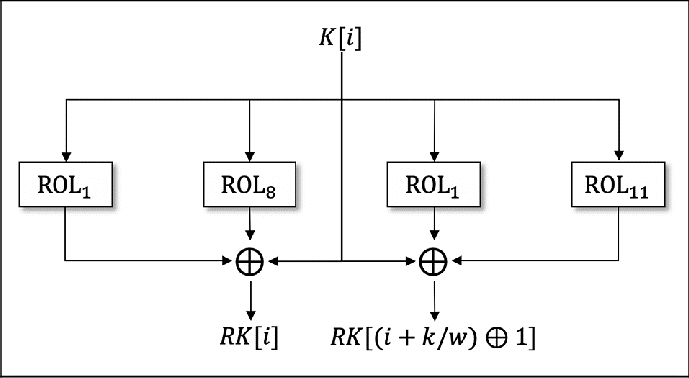 K[i]
ROL₁ ROL₈ ROL₁ ROL₁₁
⊕ ⊕
RK[i] RK[(i + k/w) ⊕ 1]